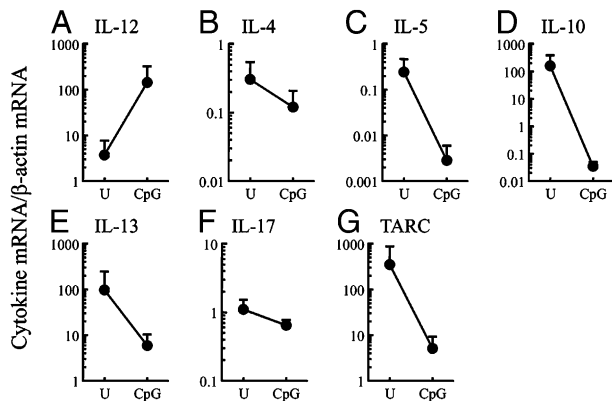 Cytokine mRNA/β-actin mRNA
A IL-12
1000
100
10
1
U CpG
B IL-4
1
0.1
0.01
U CpG
C IL-5
1
0.1
0.01
0.001
U CpG
D IL-10
1000
100
10
1
0.1
0.01
U CpG
E IL-13
1000
100
10
1
U CpG
F IL-17
10
1
0.1
U CpG
G TARC
1000
100
10
1
U CpG